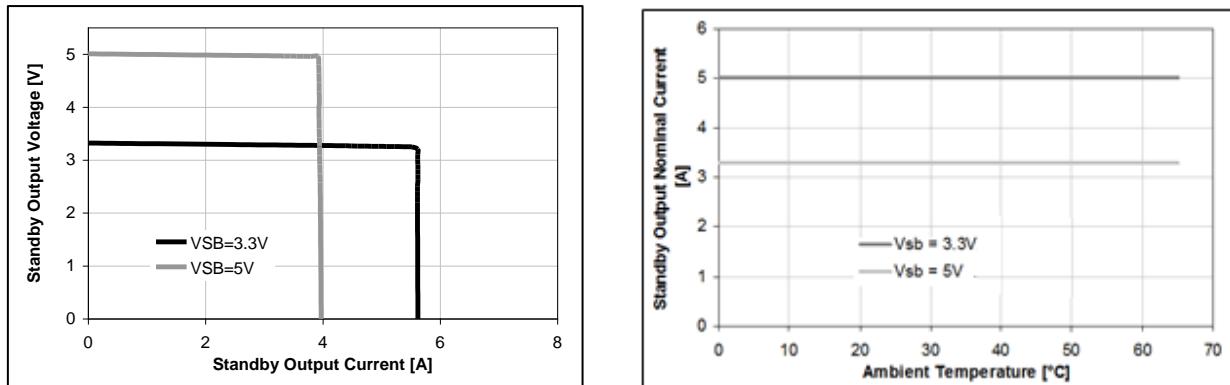 Standby Output Voltage [V]
5
4
3
2
1
0
VSB=3.3V
VSB=5V
0 2 4 6 8
Standby Output Current [A]
Standby Output Nominal Current
[A]
6
5
4
3
2
1
0
Vsb = 3.3V
Vsb = 5V
0 10 20 30 40 50 60 70
Ambient Temperature [°C]